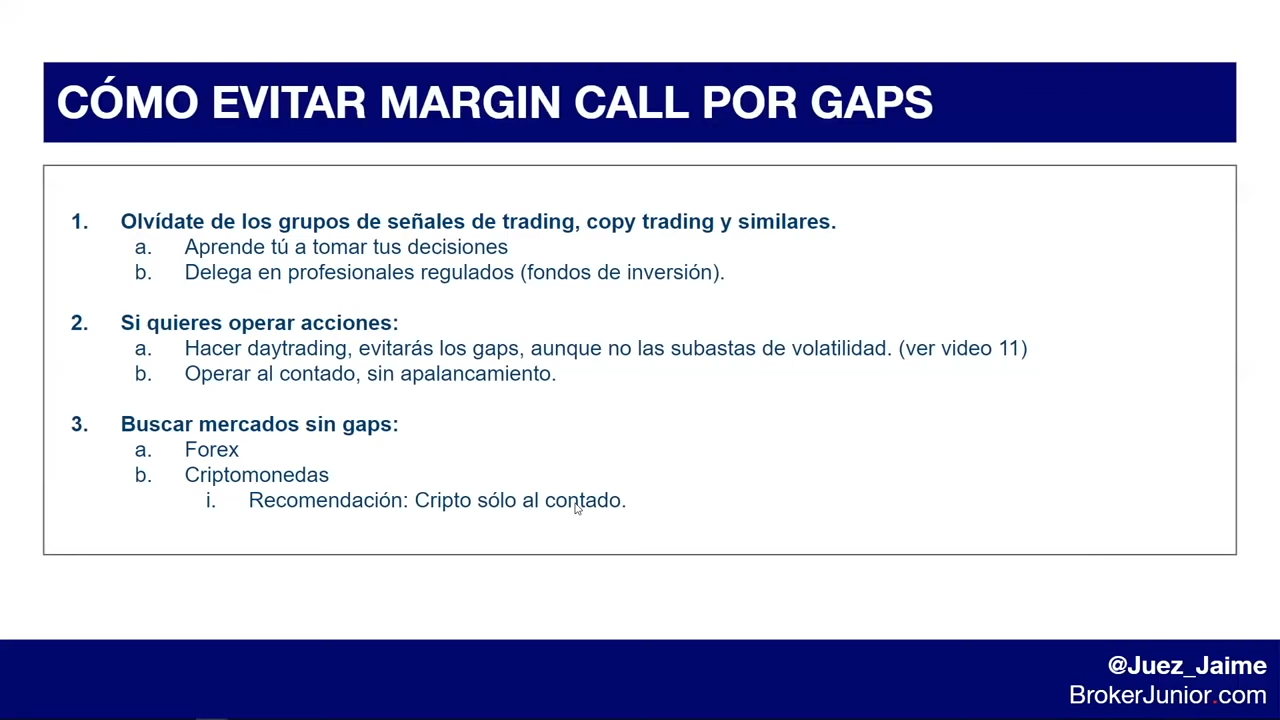 CÓMO EVITAR MARGIN CALL POR GAPS
1. Olvídate de los grupos de señales de trading, copy trading y similares.
a. Aprende tú a tomar tus decisiones
b. Delega en profesionales regulados (fondos de inversión).
2. Si quieres operar acciones:
a. Hacer daytrading, evitarás los gaps, aunque no las subastas de volatilidad. (ver video 11)
b. Operar al contado, sin apalancamiento.
3. Buscar mercados sin gaps:
a. Forex
b. Criptomonedas
i. Recomendación: Cripto sólo al contado.
@Juez_Jaime
BrokerJunior.com